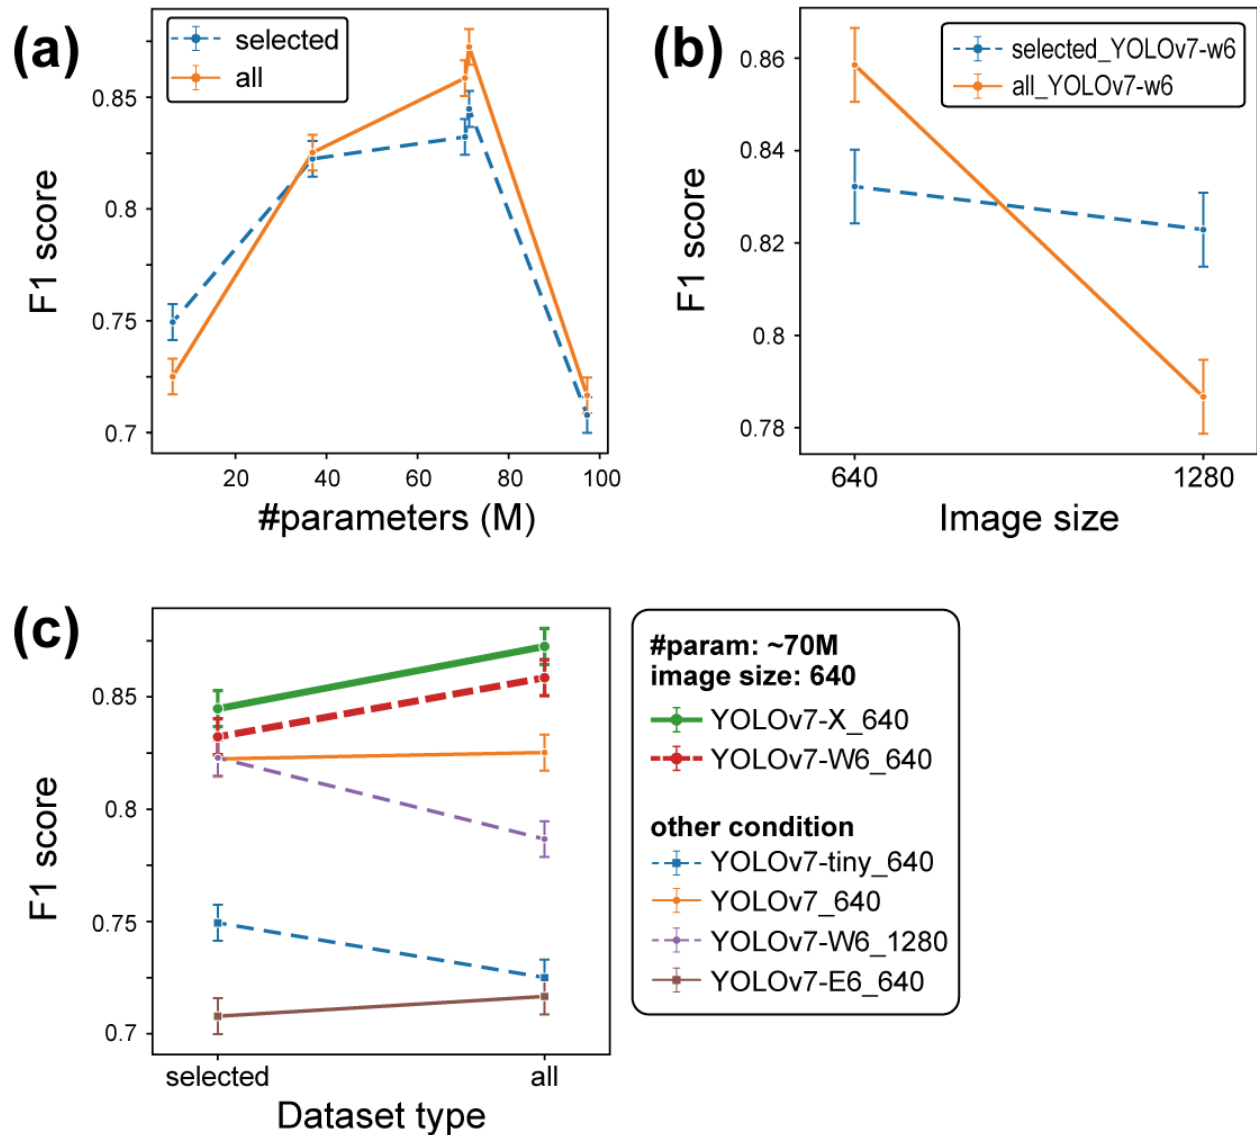 (a)
selected
all
0.85
0.8
0.75
0.7
F1 score
20
40
60
80
100
#parameters (M)
(b)
selected_YOLOv7-w6
all_YOLOv7-w6
0.86
0.84
0.82
0.8
0.78
F1 score
640
1280
Image size
(c)
0.85
0.8
0.75
0.7
F1 score
selected
all
Dataset type
#param: ~70M
image size: 640
YOLOv7-X_640
YOLOv7-W6_640
other condition
YOLOv7-tiny_640
YOLOv7_640
YOLOv7-W6_1280
YOLOv7-E6_640